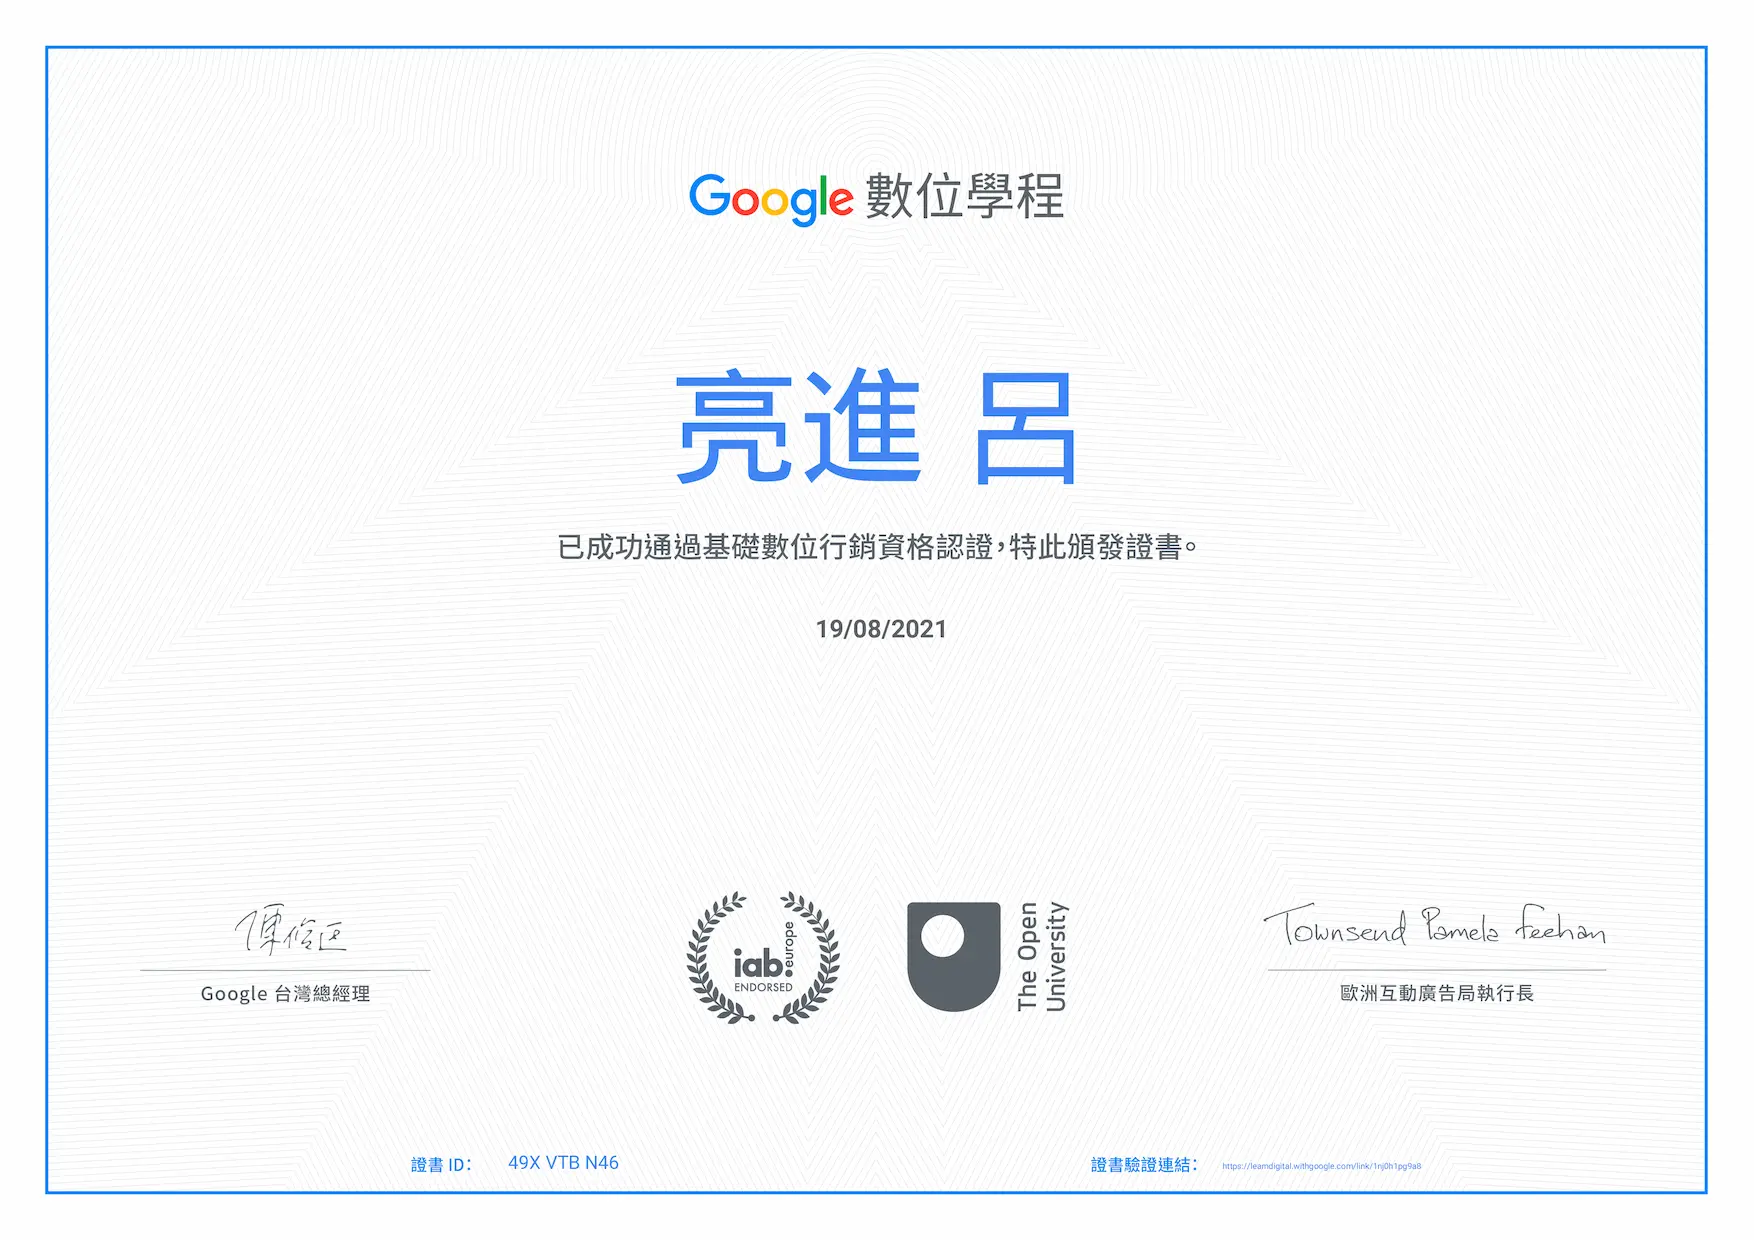 Google 數位學程
亮進 呂
已成功通過基礎數位行銷資格認證,特此頒發證書。
19/08/2021
陳俊廷
Google 台灣總經理
iab.
europe
ENDORSED
The Open
University
Townsend Pamela Feehan
歐洲互動廣告局執行長
證書 ID: 49X VTB N46
證書驗證連結: https://learndigital.withgoogle.com/link/1nj0h1pg9a8